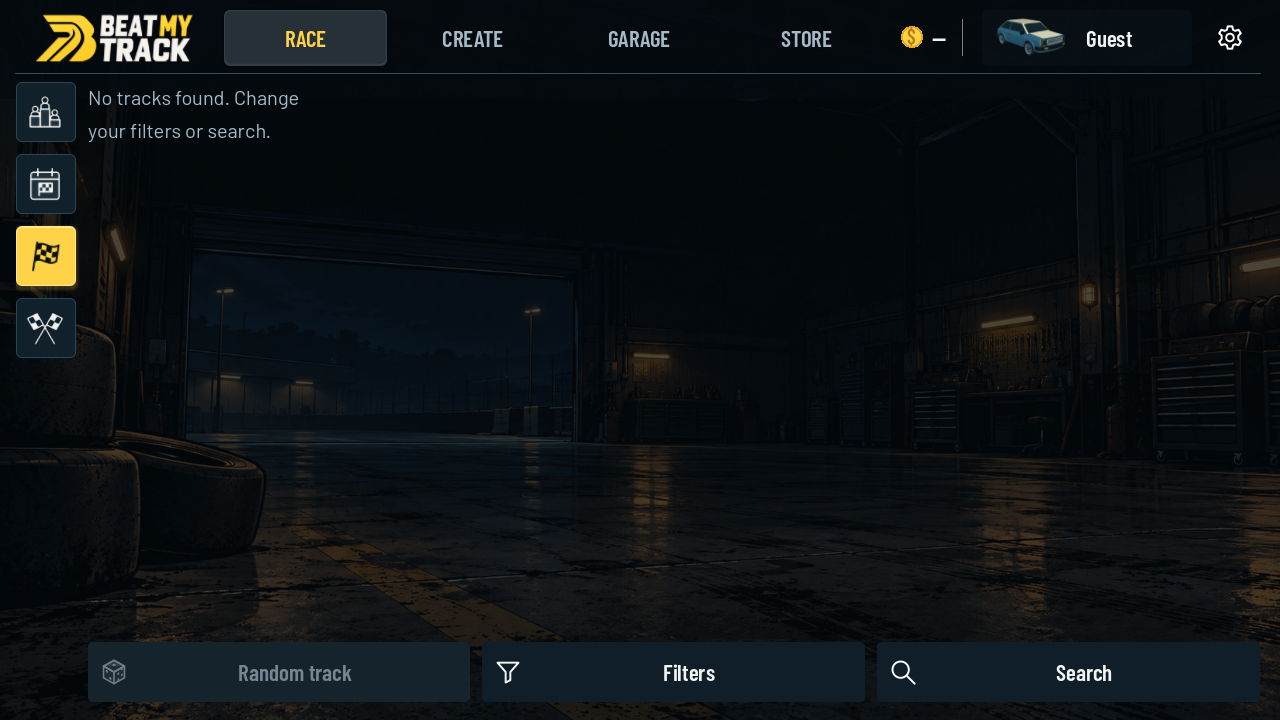 BEAT MY
TRACK
RACE
CREATE
GARAGE
STORE
$ –
Guest
No tracks found. Change
your filters or search.
Random track
Filters
Search